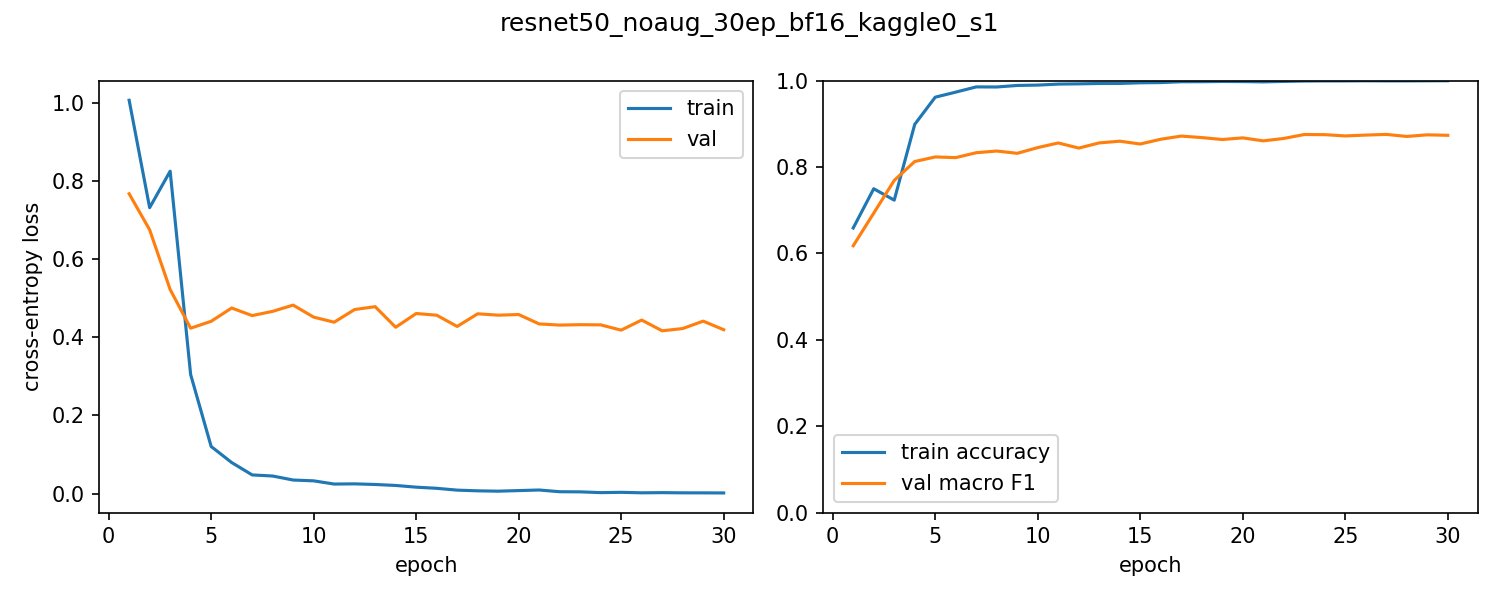 resnet50_noaug_30ep_bf16_kaggle0_s1
cross-entropy loss
1.0
0.8
0.6
0.4
0.2
0.0
train
val
0 5 10 15 20 25 30
epoch
1.0
0.8
0.6
0.4
0.2
0.0
train accuracy
val macro F1
0 5 10 15 20 25 30
epoch